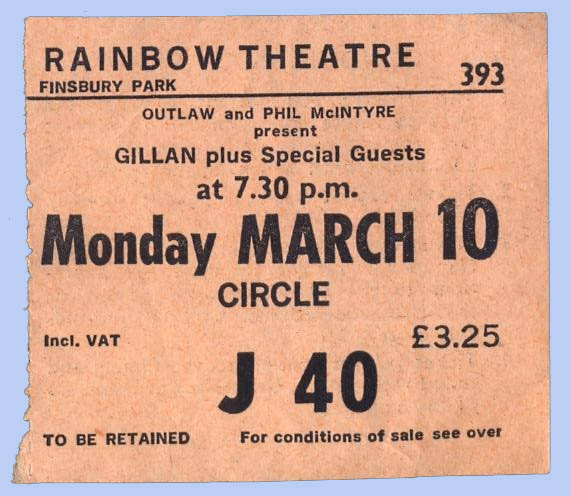 RAINBOW THEATRE
FINSBURY PARK
393
OUTLAW and PHIL McINTYRE
present
GILLAN plus Special Guests
at 7.30 p.m.
Monday MARCH 10
CIRCLE
Incl. VAT £3.25
J 40
TO BE RETAINED For conditions of sale see over